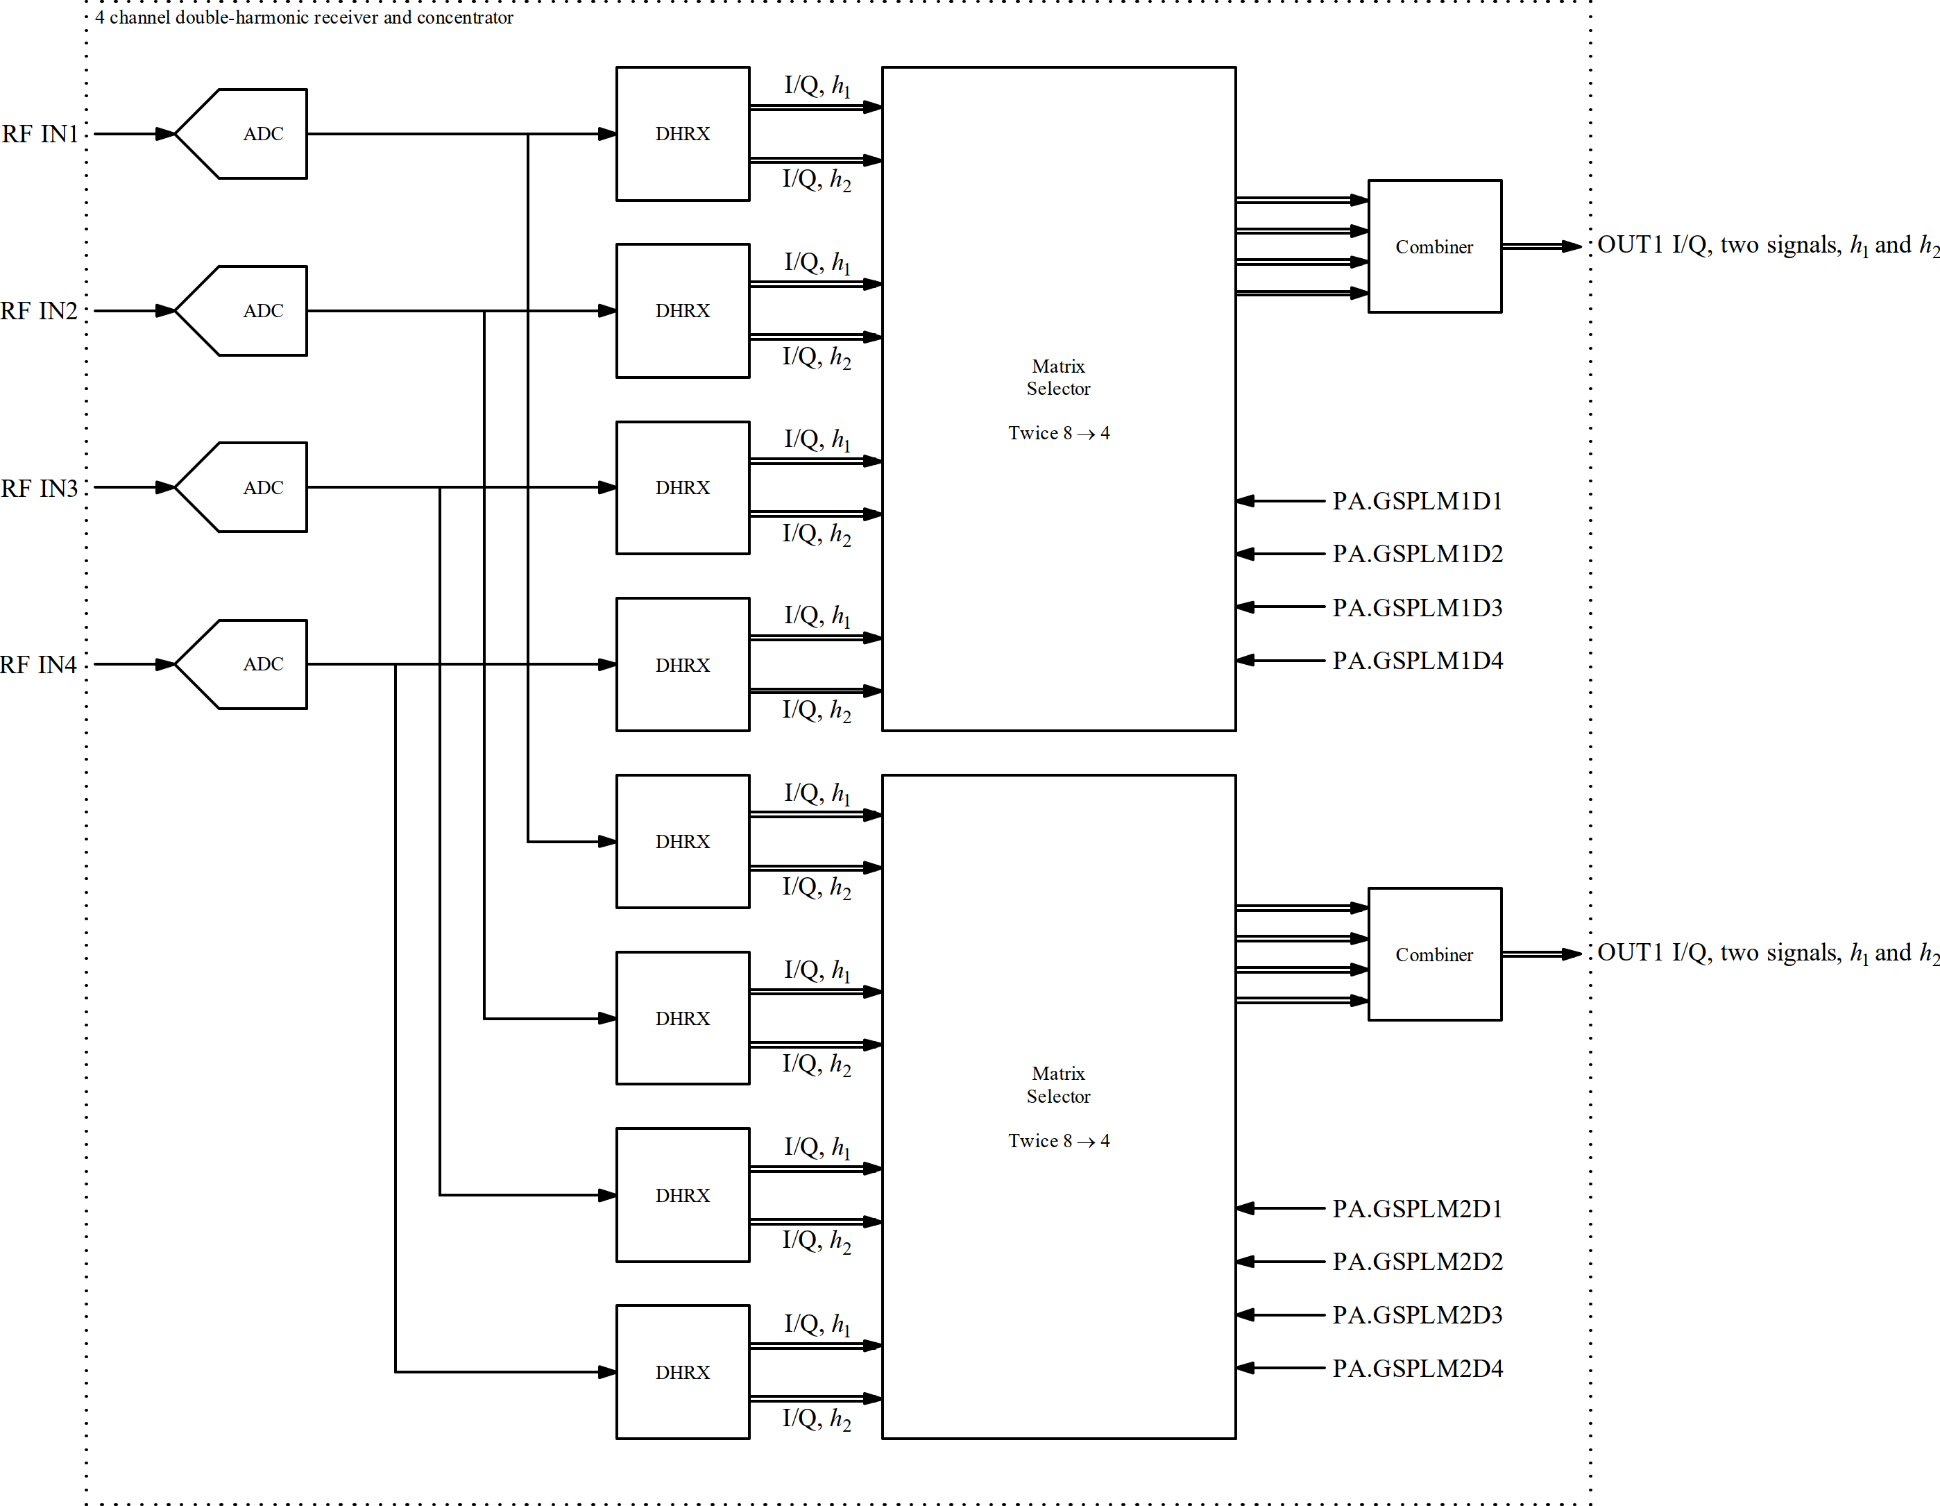 4 channel double-harmonic receiver and concentrator
RF IN1
ADC
DHRX
I/Q, h1
I/Q, h2
RF IN2
ADC
DHRX
I/Q, h1
I/Q, h2
RF IN3
ADC
DHRX
I/Q, h1
I/Q, h2
RF IN4
ADC
DHRX
I/Q, h1
I/Q, h2
Matrix
Selector
Twice 8 → 4
Combiner
OUT1 I/Q, two signals, h1 and h2
PA.GSPLM1D1
PA.GSPLM1D2
PA.GSPLM1D3
PA.GSPLM1D4
DHRX
I/Q, h1
I/Q, h2
DHRX
I/Q, h1
I/Q, h2
DHRX
I/Q, h1
I/Q, h2
DHRX
I/Q, h1
I/Q, h2
Matrix
Selector
Twice 8 → 4
Combiner
OUT1 I/Q, two signals, h1 and h2
PA.GSPLM2D1
PA.GSPLM2D2
PA.GSPLM2D3
PA.GSPLM2D4